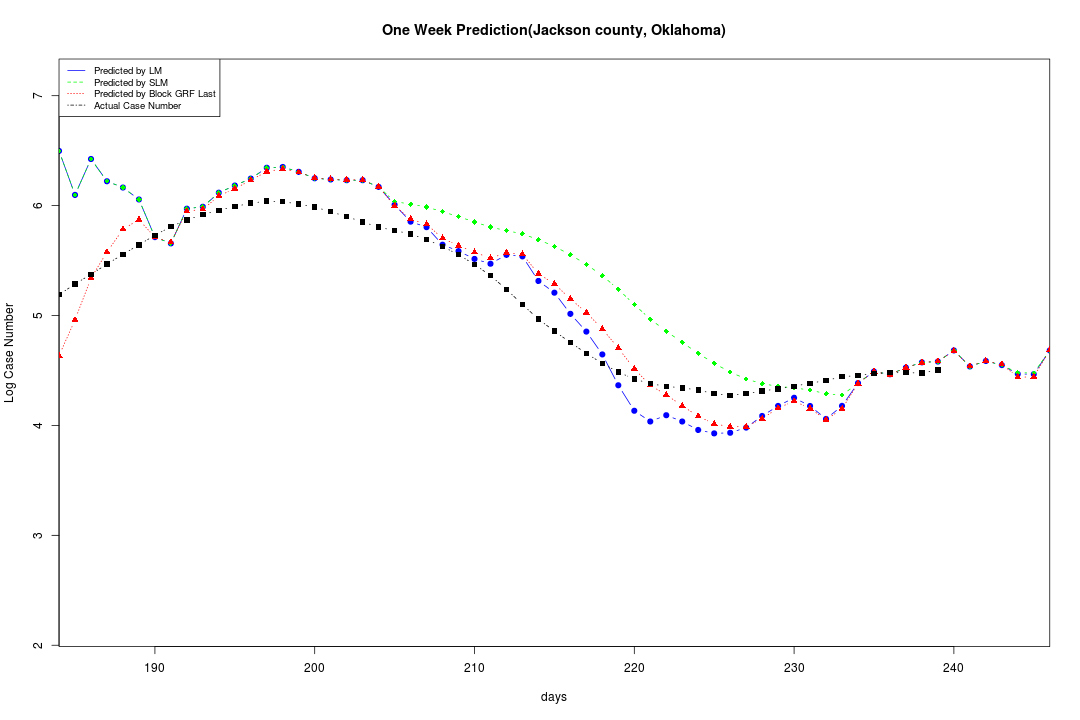 One Week Prediction(Jackson county, Oklahoma)
Predicted by LM
Predicted by SLM
Predicted by Block GRF Last
Actual Case Number
7
6
5
4
3
2
Log Case Number
190 200 210 220 230 240
days